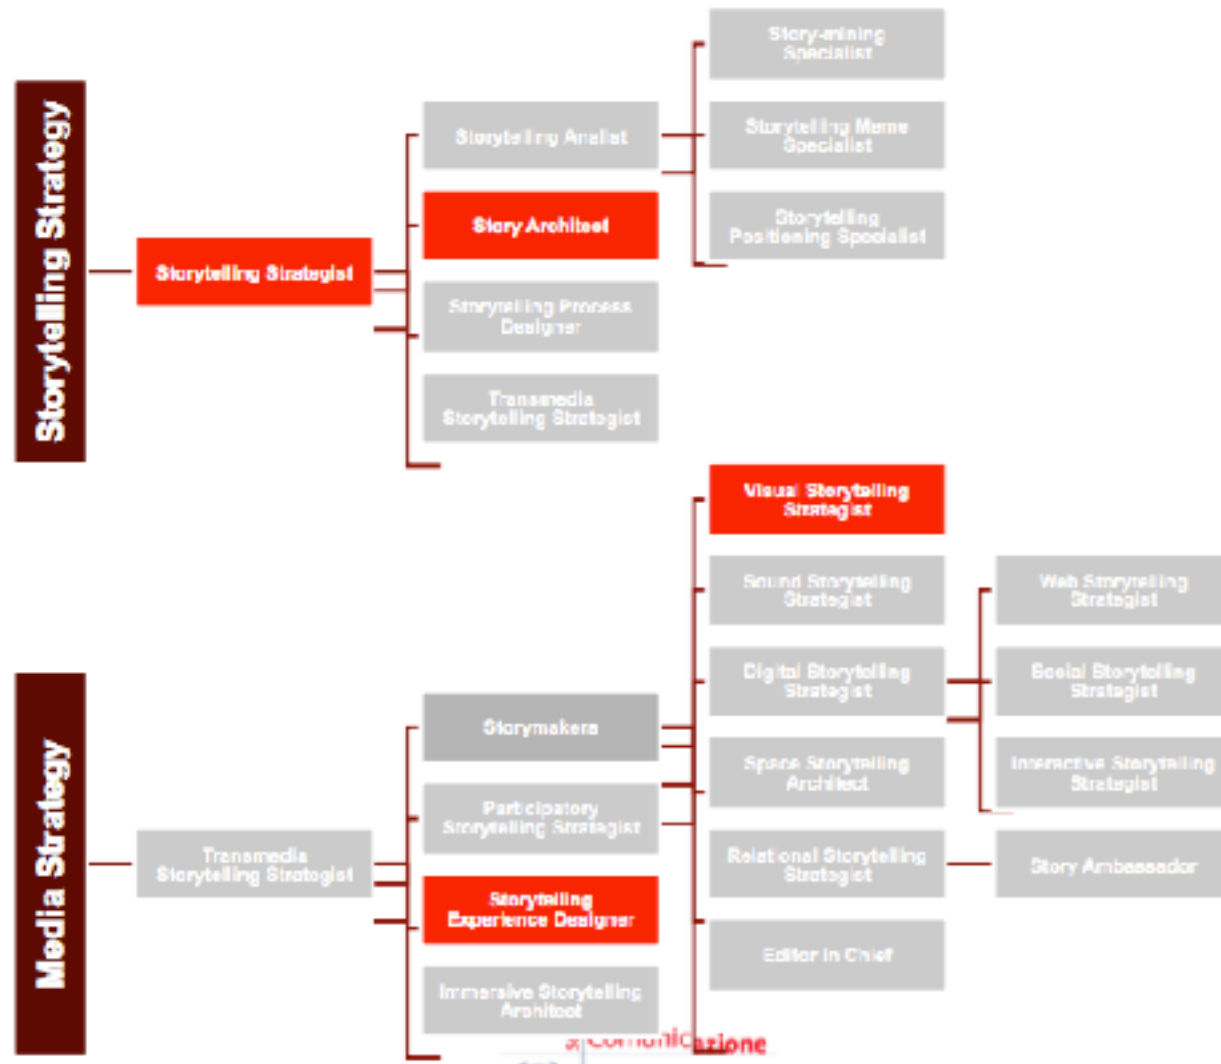 Storytelling Strategy
Storytelling Strategist
Storytelling Analist
Story Architect
Storytelling Process
Designer
Transmedia
Storytelling Strategist
Story-mining
Specialist
Storytelling Meme
Specialist
Storytelling
Positioning Specialist
Media Strategy
Transmedia
Storytelling Strategist
Storymakers
Participatory
Storytelling Strategist
Storytelling
Experience Designer
Immersive Storytelling
Architect
Visual Storytelling
Strategist
Sound Storytelling
Strategist
Digital Storytelling
Strategist
Space Storytelling
Architect
Relational Storytelling
Strategist
Editor in Chief
Web Storytelling
Strategist
Social Storytelling
Strategist
Interactive Storytelling
Strategist
Story Ambassador
Comunicazione